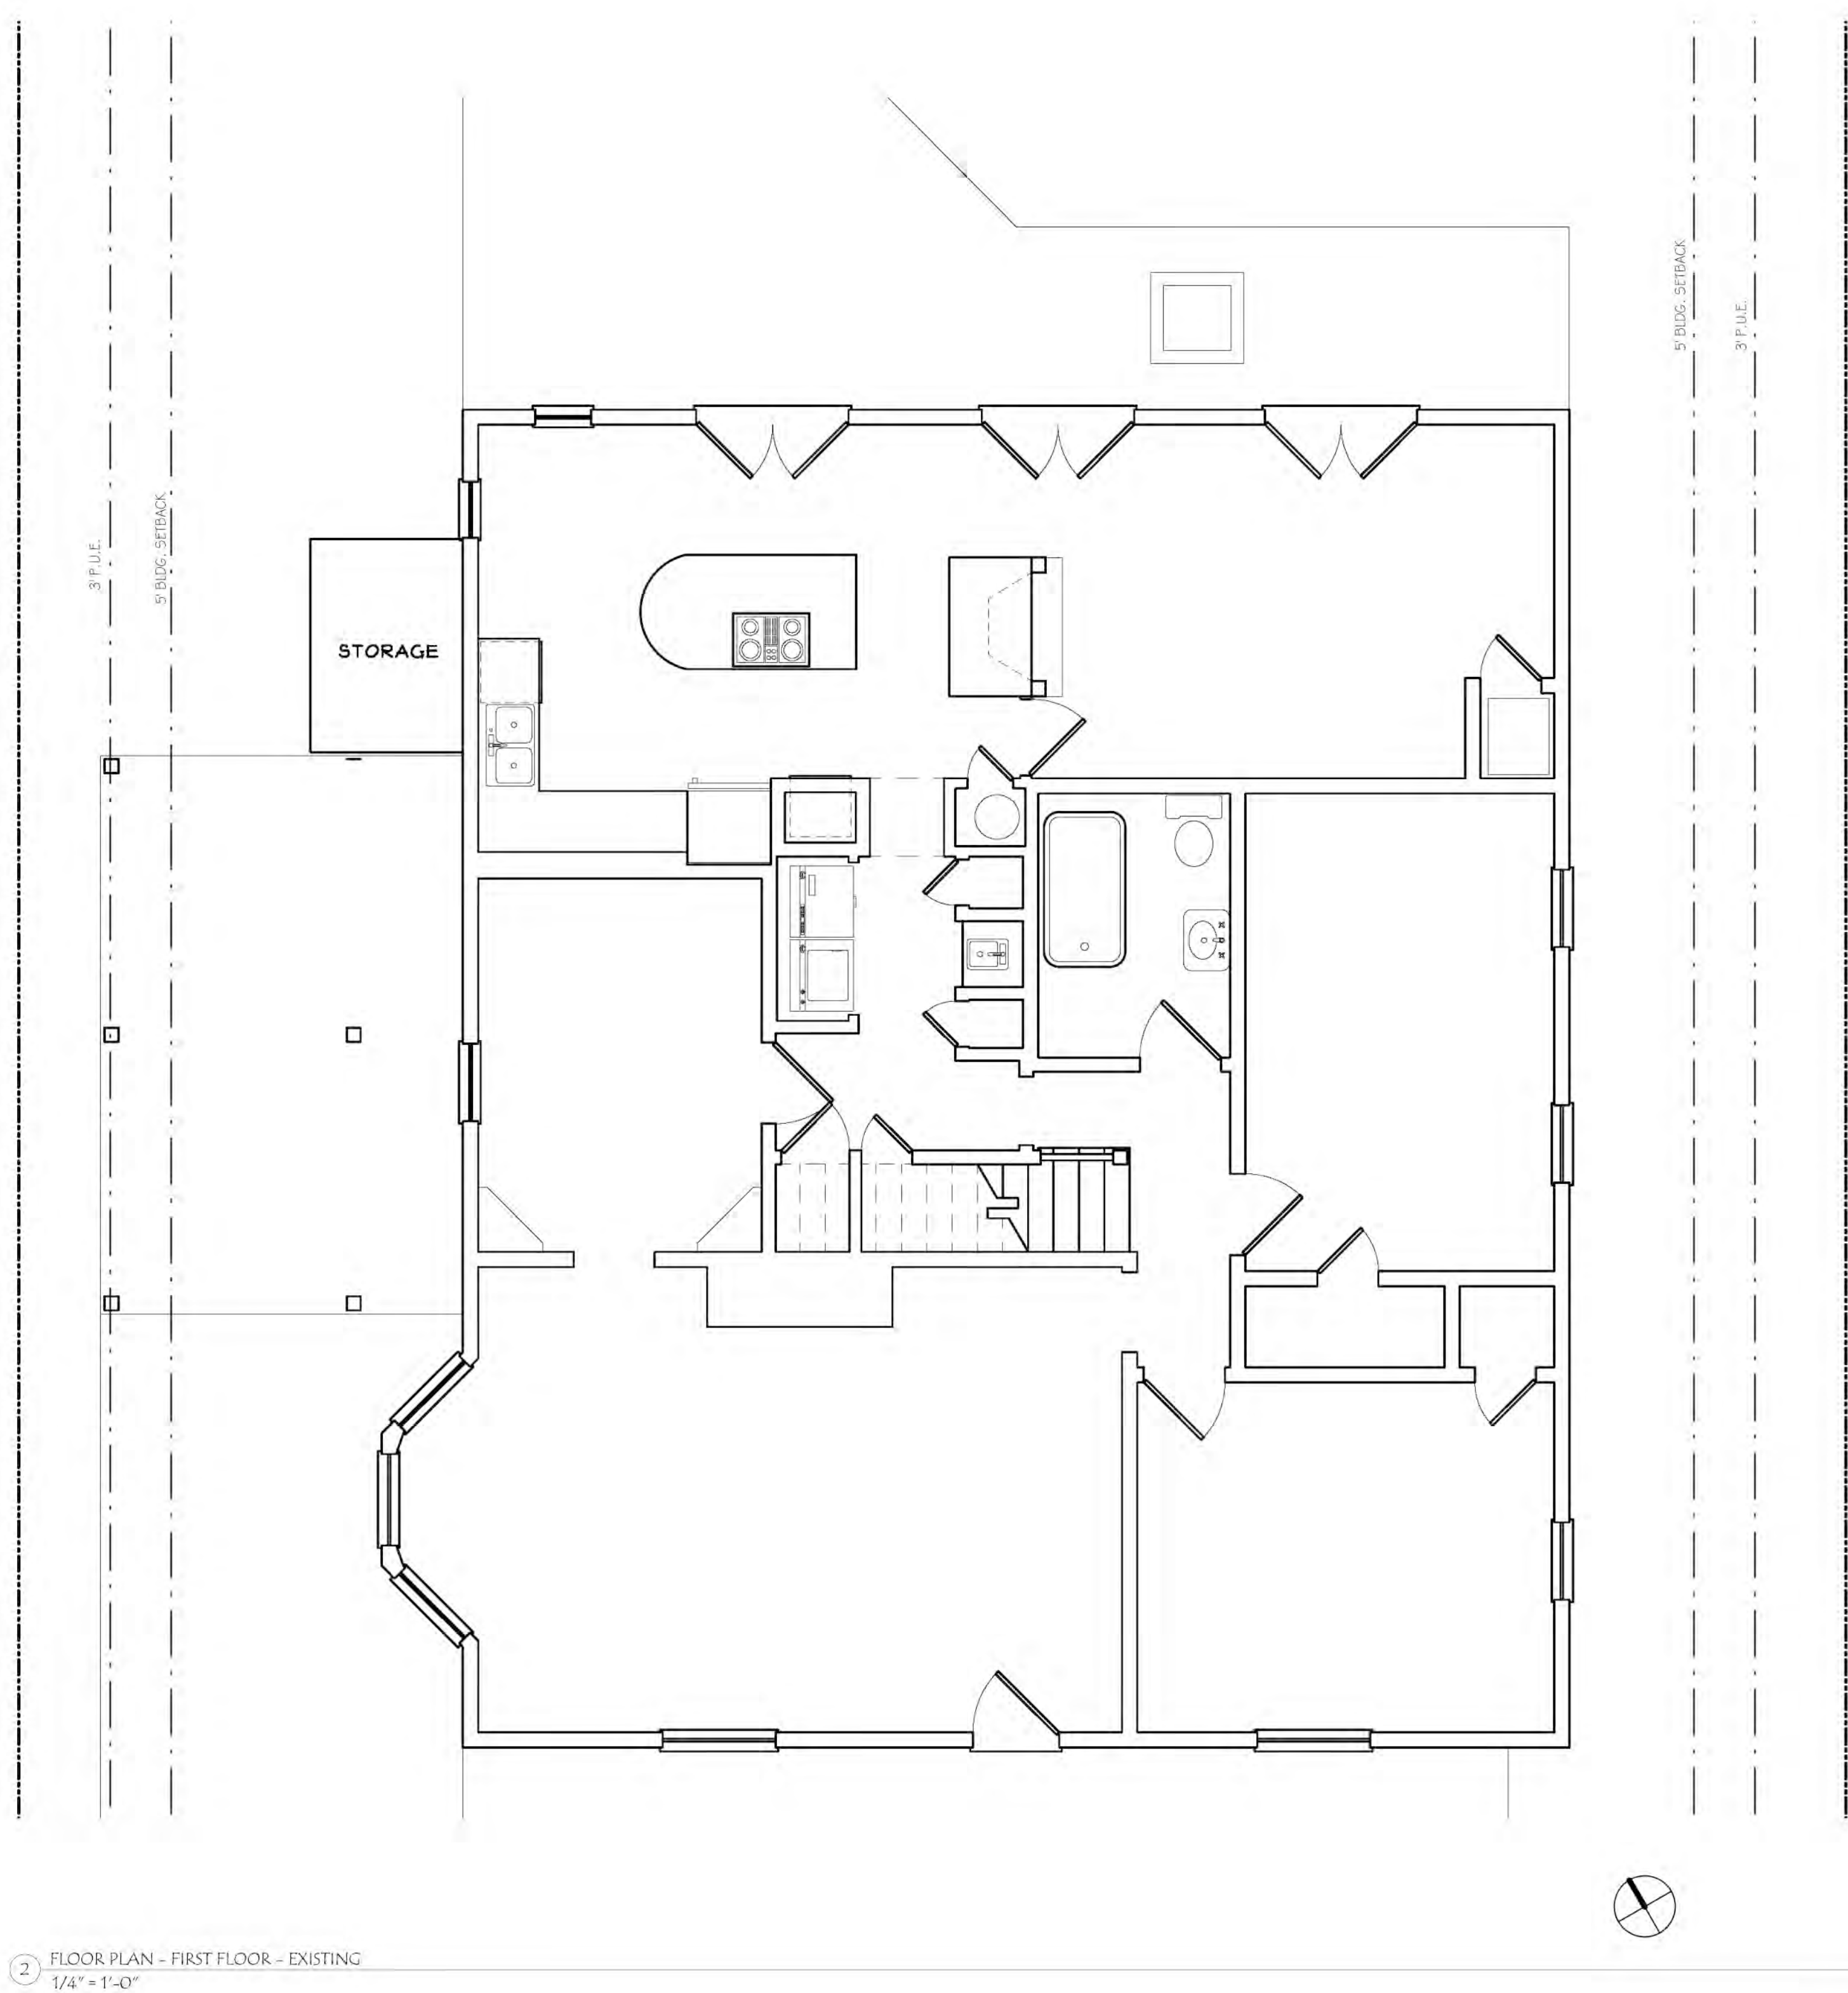 5' BLDG. SETBACK
3' P.U.E.
3' P.U.E.
5' BLDG. SETBACK
STORAGE
2
FLOOR PLAN - FIRST FLOOR - EXISTING
1/4" = 1'-0"